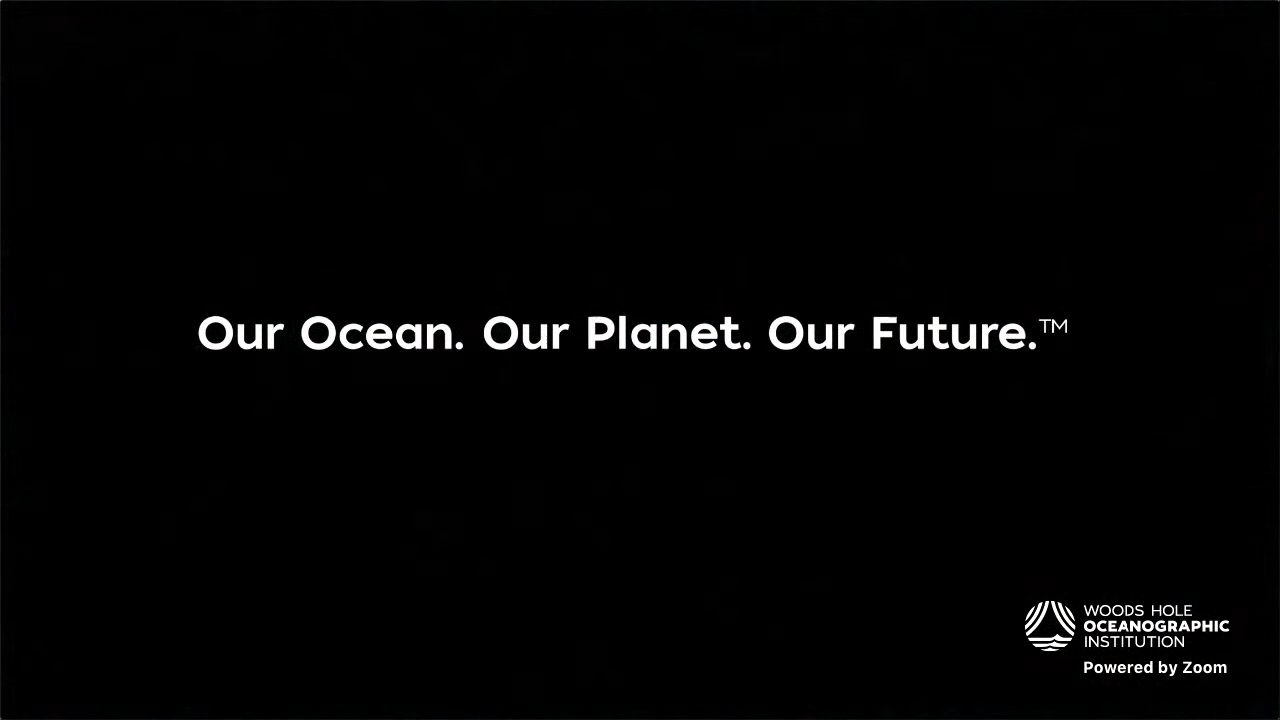 Our Ocean. Our Planet. Our Future.™
WOODS HOLE
OCEANOGRAPHIC
INSTITUTION
Powered by Zoom